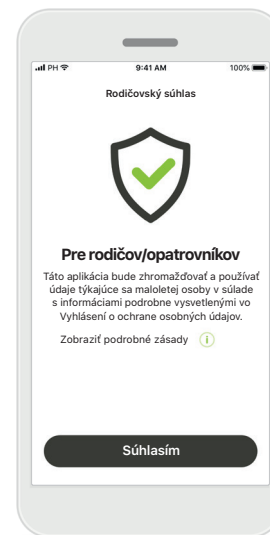 PH 9:41 AM 100%
Rodičovský súhlas
Pre rodičov/opatrovníkov
Táto aplikácia bude zhromažďovať a používať
údaje týkajúce sa maloletej osoby v súlade
s informáciami podrobne vysvetlenými vo
Vyhlásení o ochrane osobných údajov.
Zobraziť podrobné zásady i
Súhlasím